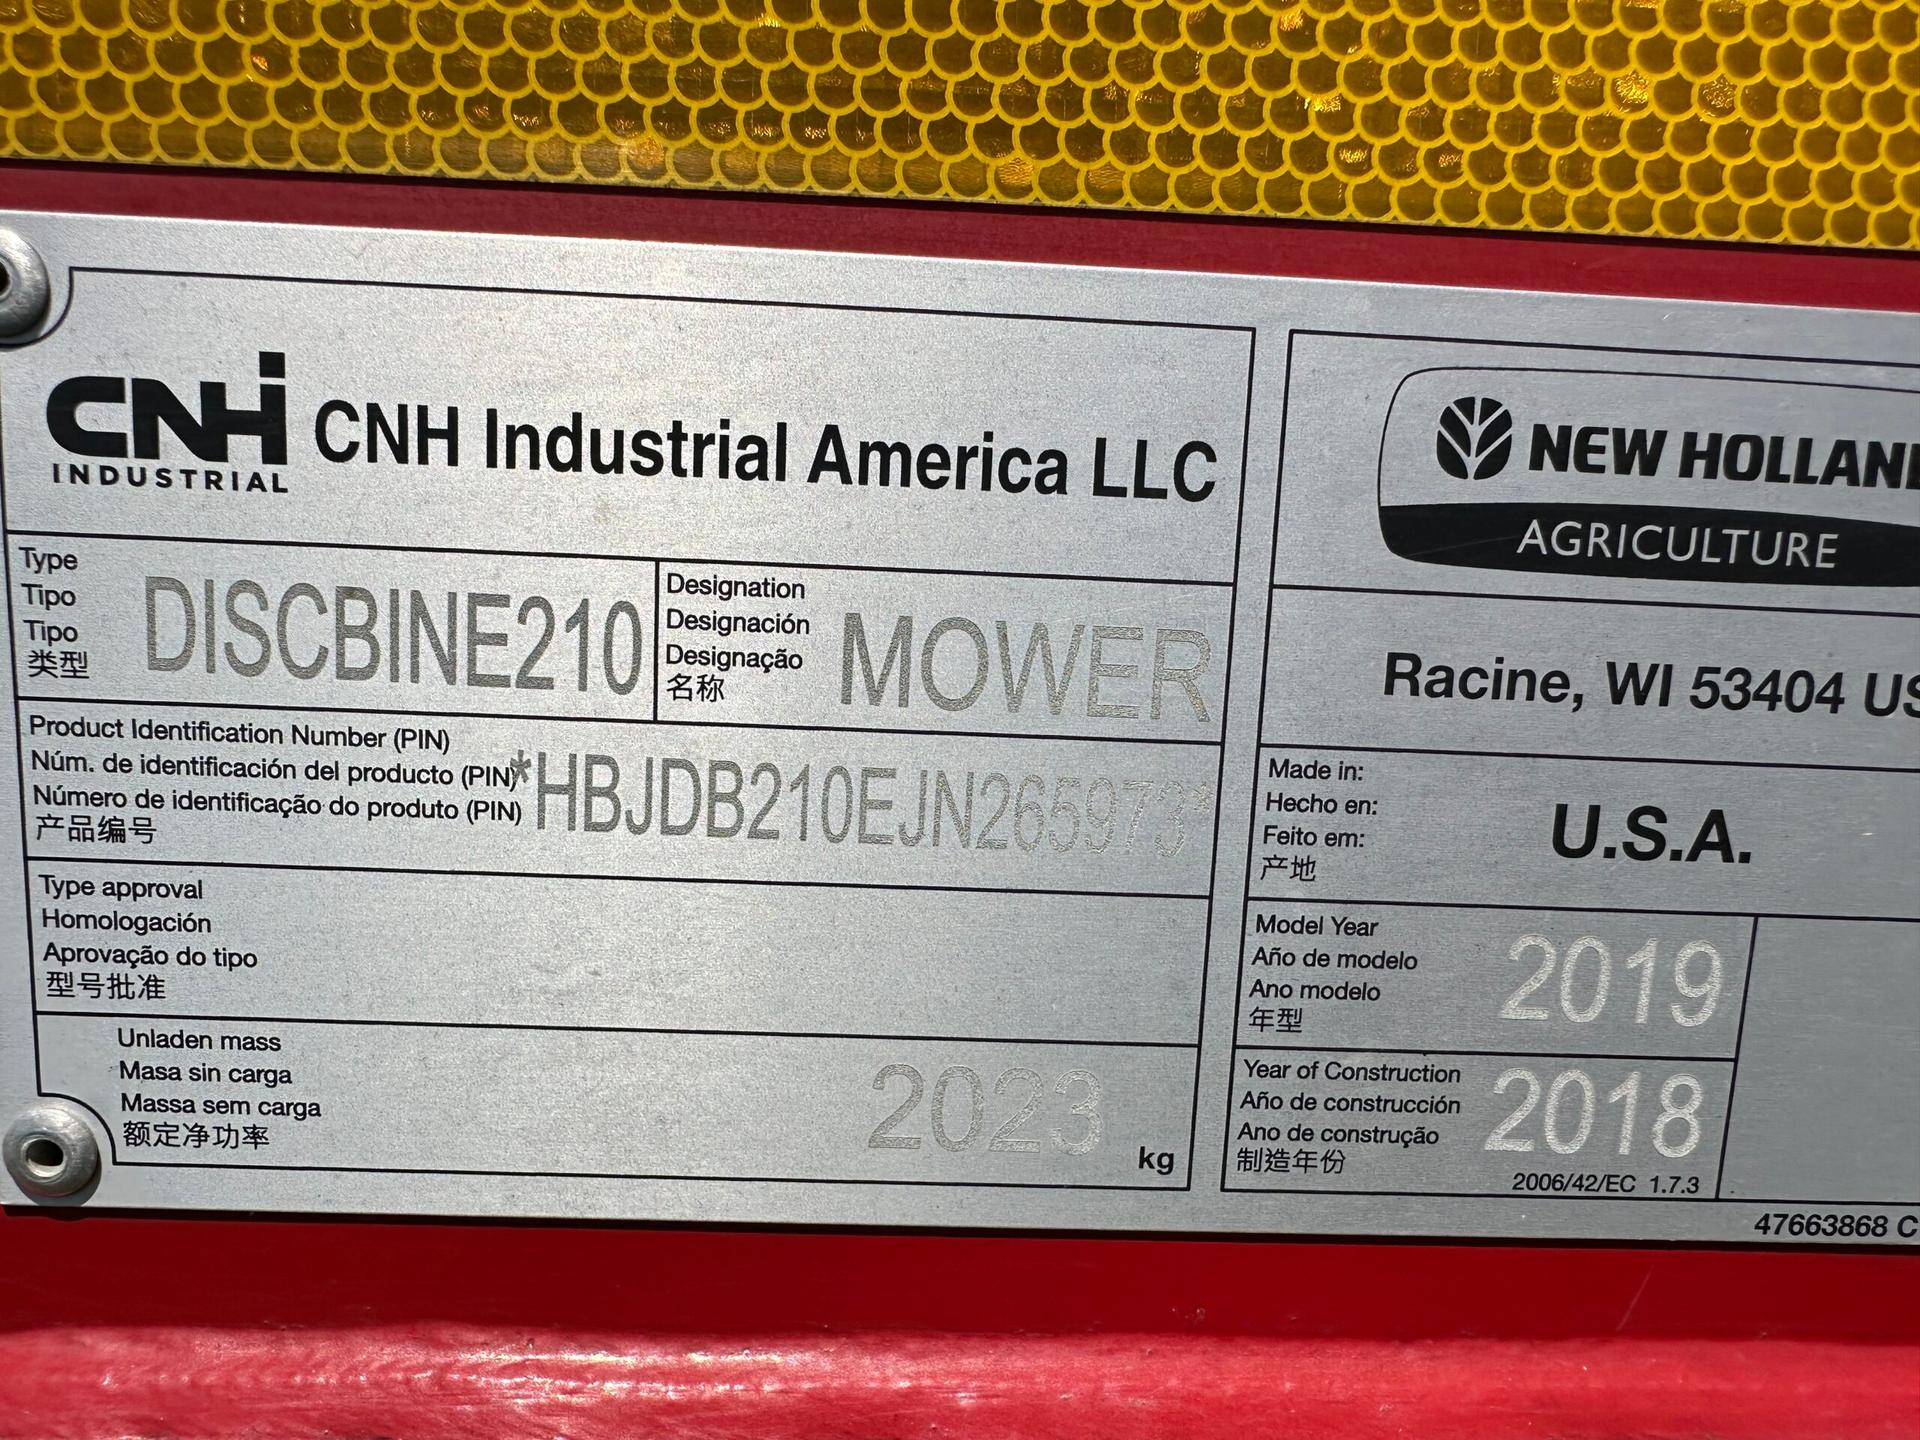 CNHi
INDUSTRIAL
CNH Industrial America LLC
Type
Tipo
Tipo
类型
DISCBINE210
Designation
Designación
Designação
名称
MOWER
Product Identification Number (PIN)
Núm. de identificación del producto (PIN)
Número de identificação do produto (PIN)
产品编号
*HBJDB210EJN265973*
Type approval
Homologación
Aprovação do tipo
型号批准
Unladen mass
Masa sin carga
Massa sem carga
额定净功率
2023
kg
NEW HOLLAND
AGRICULTURE
Racine, WI 53404 US
Made in:
Hecho en:
Feito em:
产地
U.S.A.
Model Year
Año de modelo
Ano modelo
年型
2019
Year of Construction
Año de construcción
Ano de construção
制造年份
2018
2006/42/EC 1.7.3
47663868 C